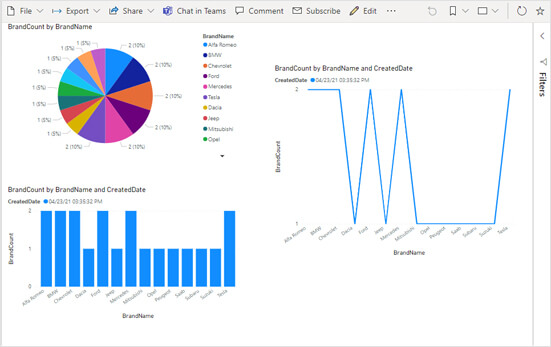 File Export Share Chat in Teams Comment Subscribe Edit ...
BrandCount by BrandName
1 (5%) 2 (10%)
1 (5%) 2 (10%)
1 (5%)
1 (5%) 2 (10%)
1 (5%)
1 (5%) 2 (10%)
1 (5%)
2 (10%) 2 (10%)
BrandName
Alfa Romeo
BMW
Chevrolet
Ford
Mercedes
Tesla
Dacia
Jeep
Mitsubishi
Opel
BrandCount by BrandName and CreatedDate
CreatedDate 04/23/21 03:35:52 PM
2
1
BrandCount
Alfa Romeo BMW Chevrolet Dacia Ford Jeep Mercedes Mitsubishi Opel Peugeot Saab Subaru Suzuki Tesla
BrandName
Filters
BrandCount by BrandName and CreatedDate
CreatedDate 04/23/21 03:35:52 PM
2
1
0
BrandCount
Alfa Romeo BMW Chevrolet Dacia Ford Jeep Mercedes Mitsubishi Opel Peugeot Saab Subaru Suzuki Tesla
BrandName